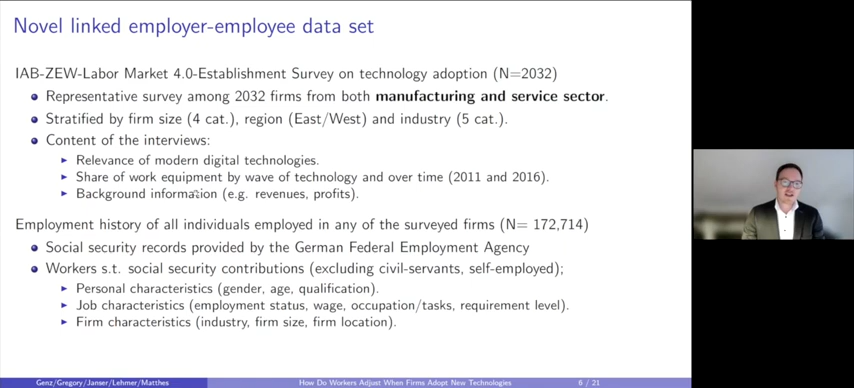 Novel linked employer-employee data set
IAB-ZEW-Labor Market 4.0-Establishment Survey on technology adoption (N=2032)
Representative survey among 2032 firms from both manufacturing and service sector.
Stratified by firm size (4 cat.), region (East/West) and industry (5 cat.).
Content of the interviews:
Relevance of modern digital technologies.
Share of work equipment by wave of technology and over time (2011 and 2016).
Background information (e.g. revenues, profits).
Employment history of all individuals employed in any of the surveyed firms (N= 172,714)
Social security records provided by the German Federal Employment Agency
Workers s.t. social security contributions (excluding civil-servants, self-employed);
Personal characteristics (gender, age, qualification).
Job characteristics (employment status, wage, occupation/tasks, requirement level).
Firm characteristics (industry, firm size, firm location).
Genz/Gregory/Janser/Lehmer/Matthes How Do Workers Adjust When Firms Adopt New Technologies 6 / 21